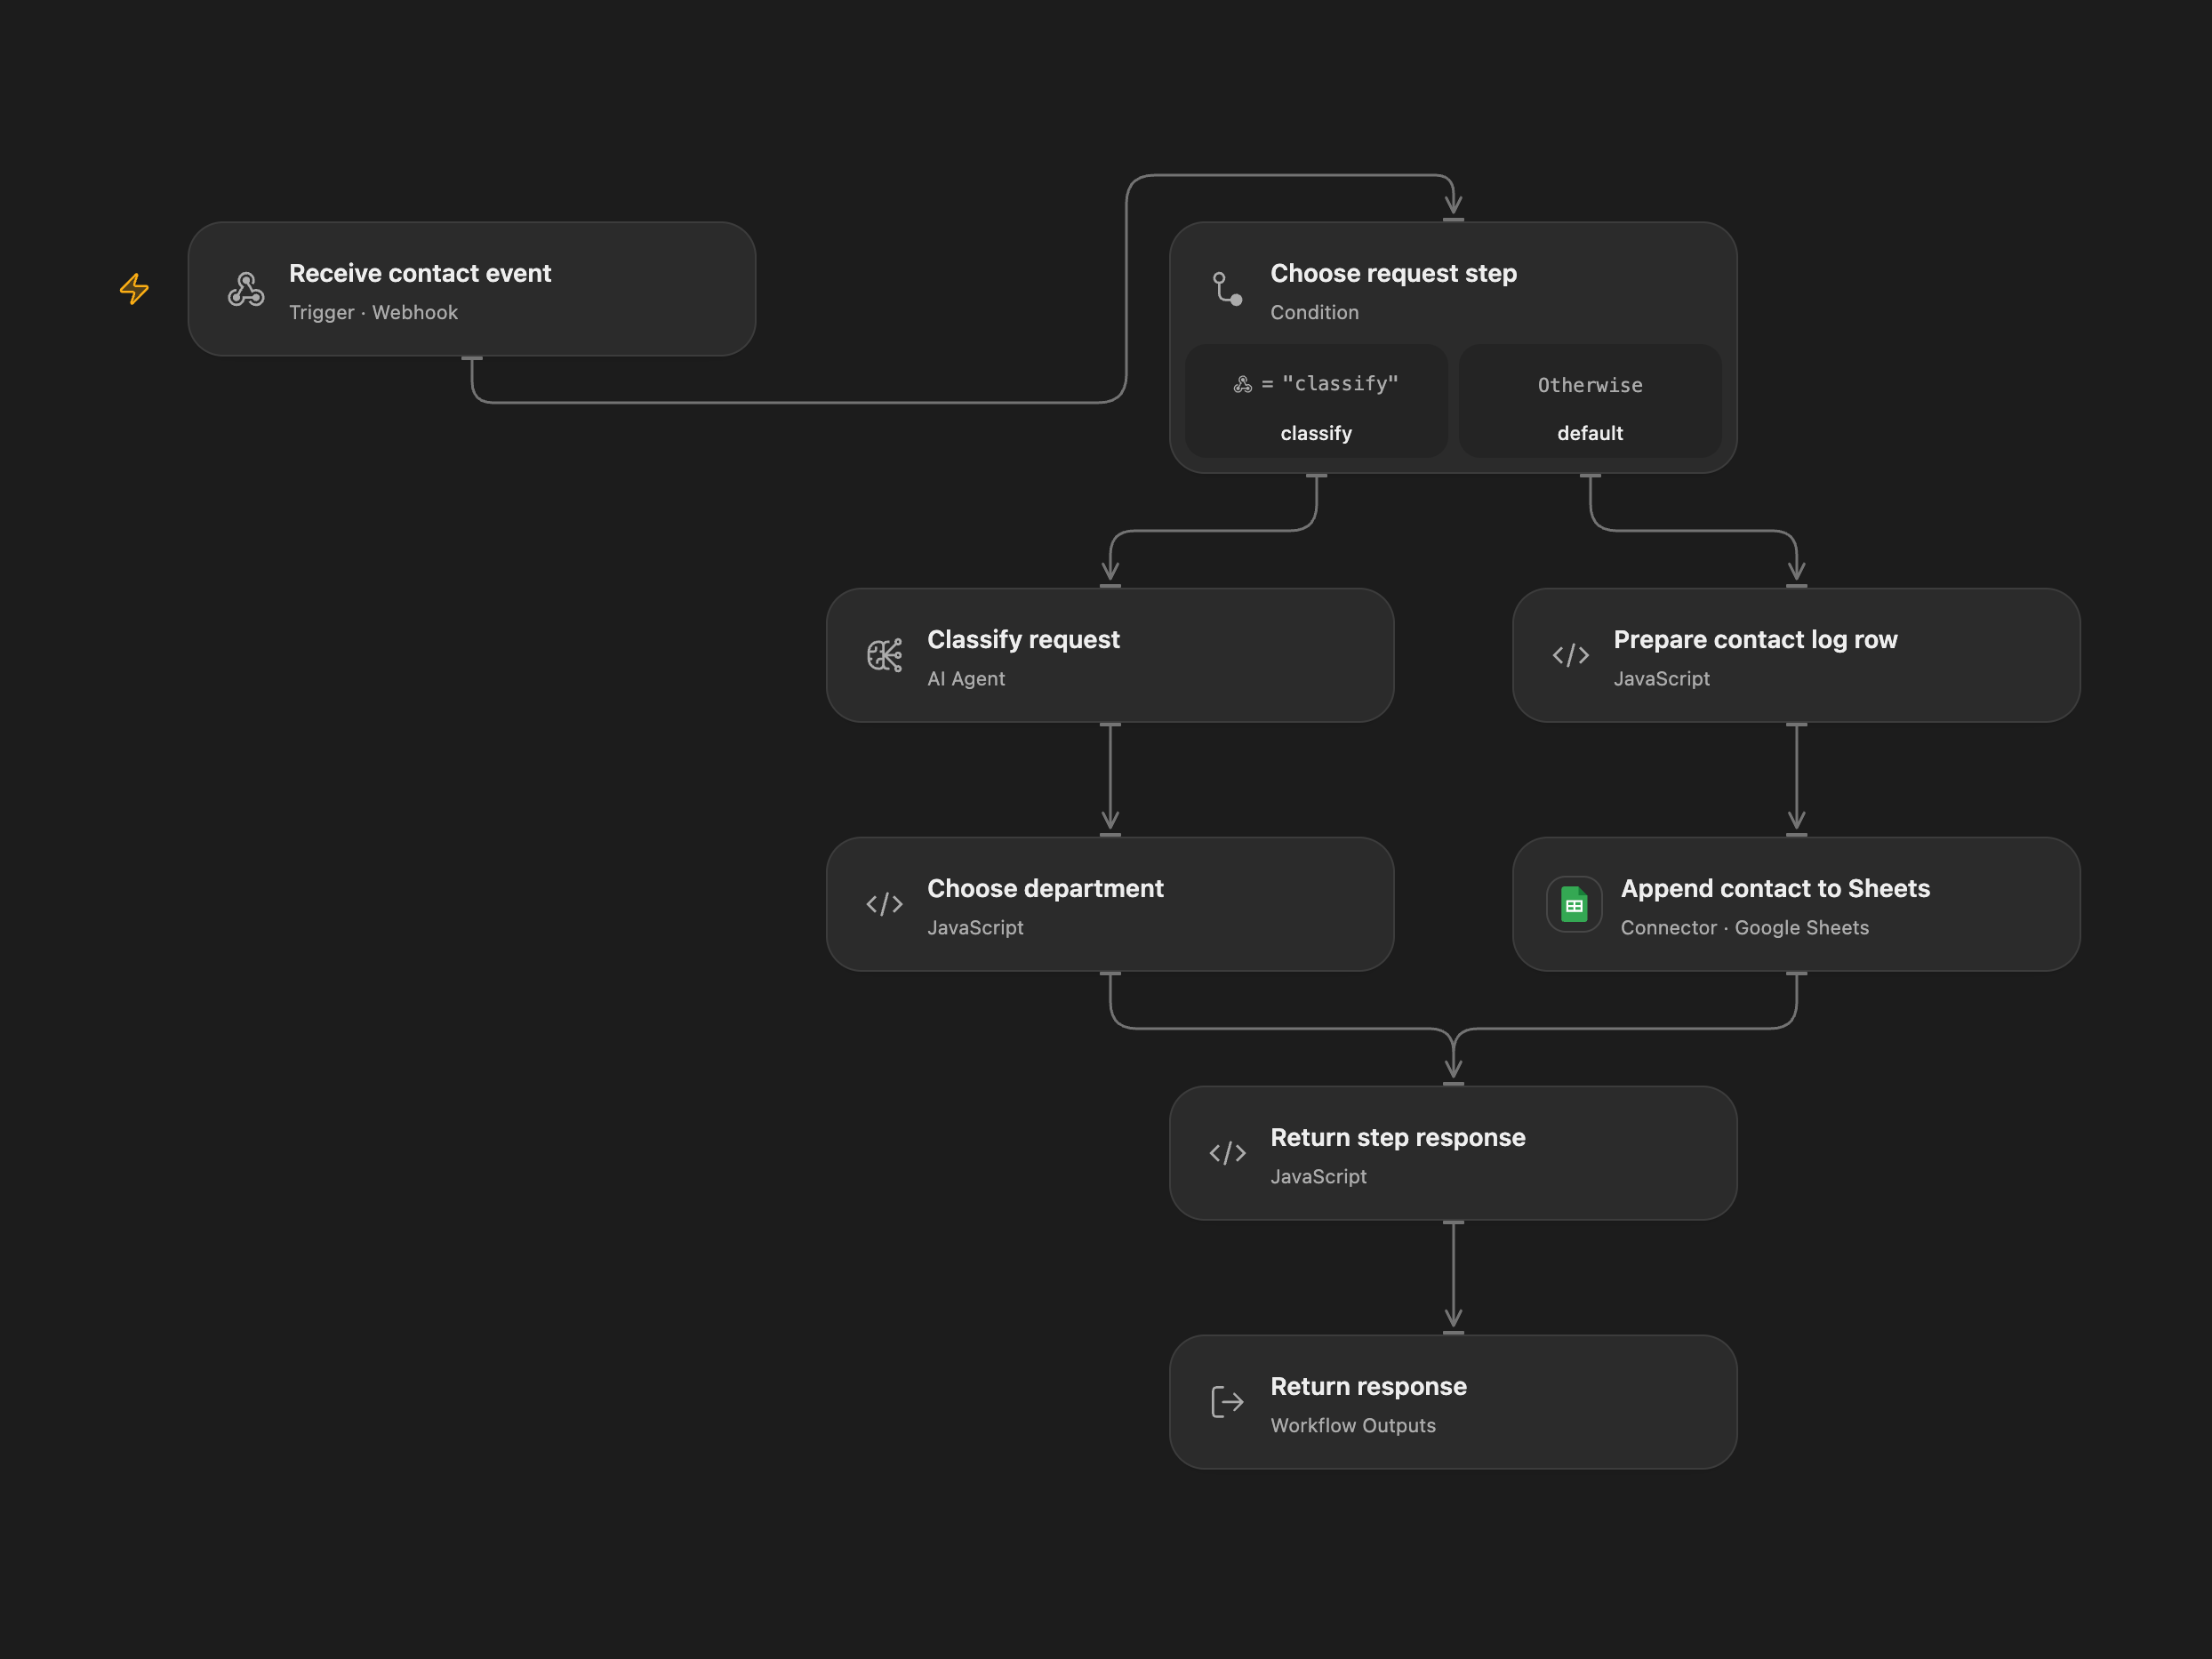 Receive contact event
Trigger · Webhook
Choose request step
Condition
= "classify"
classify
Otherwise
default
Classify request
AI Agent
Prepare contact log row
JavaScript
Choose department
JavaScript
Append contact to Sheets
Connector · Google Sheets
Return step response
JavaScript
Return response
Workflow Outputs